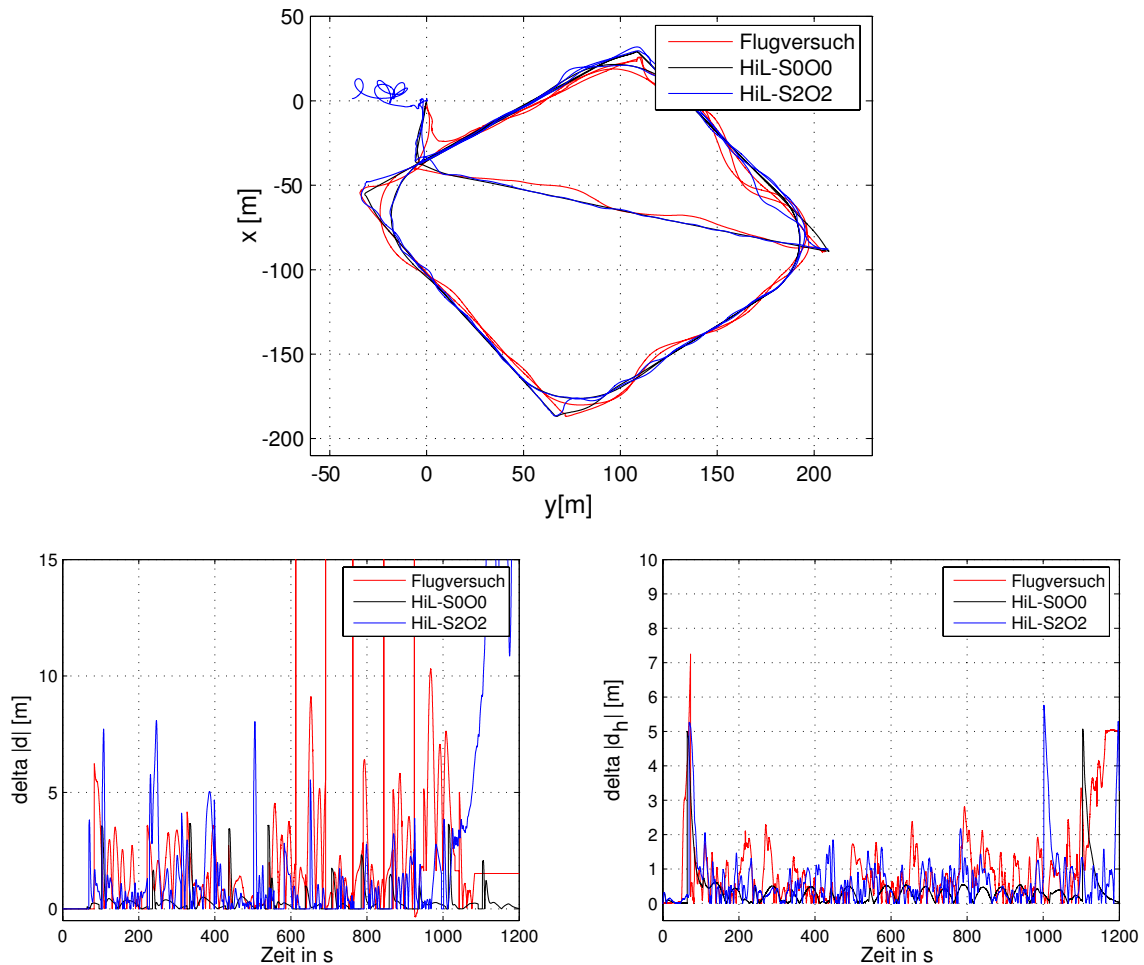 50
0
-50
-100
-150
-200
x [m]
-50 0 50 100 150 200
y[m]
Flugversuch
HiL-S0O0
HiL-S2O2
15
10
5
0
delta |d| [m]
0 200 400 600 800 1000 1200
Zeit in s
Flugversuch
HiL-S0O0
HiL-S2O2
10
9
8
7
6
5
4
3
2
1
0
delta |d_h| [m]
0 200 400 600 800 1000 1200
Zeit in s
Flugversuch
HiL-S0O0
HiL-S2O2